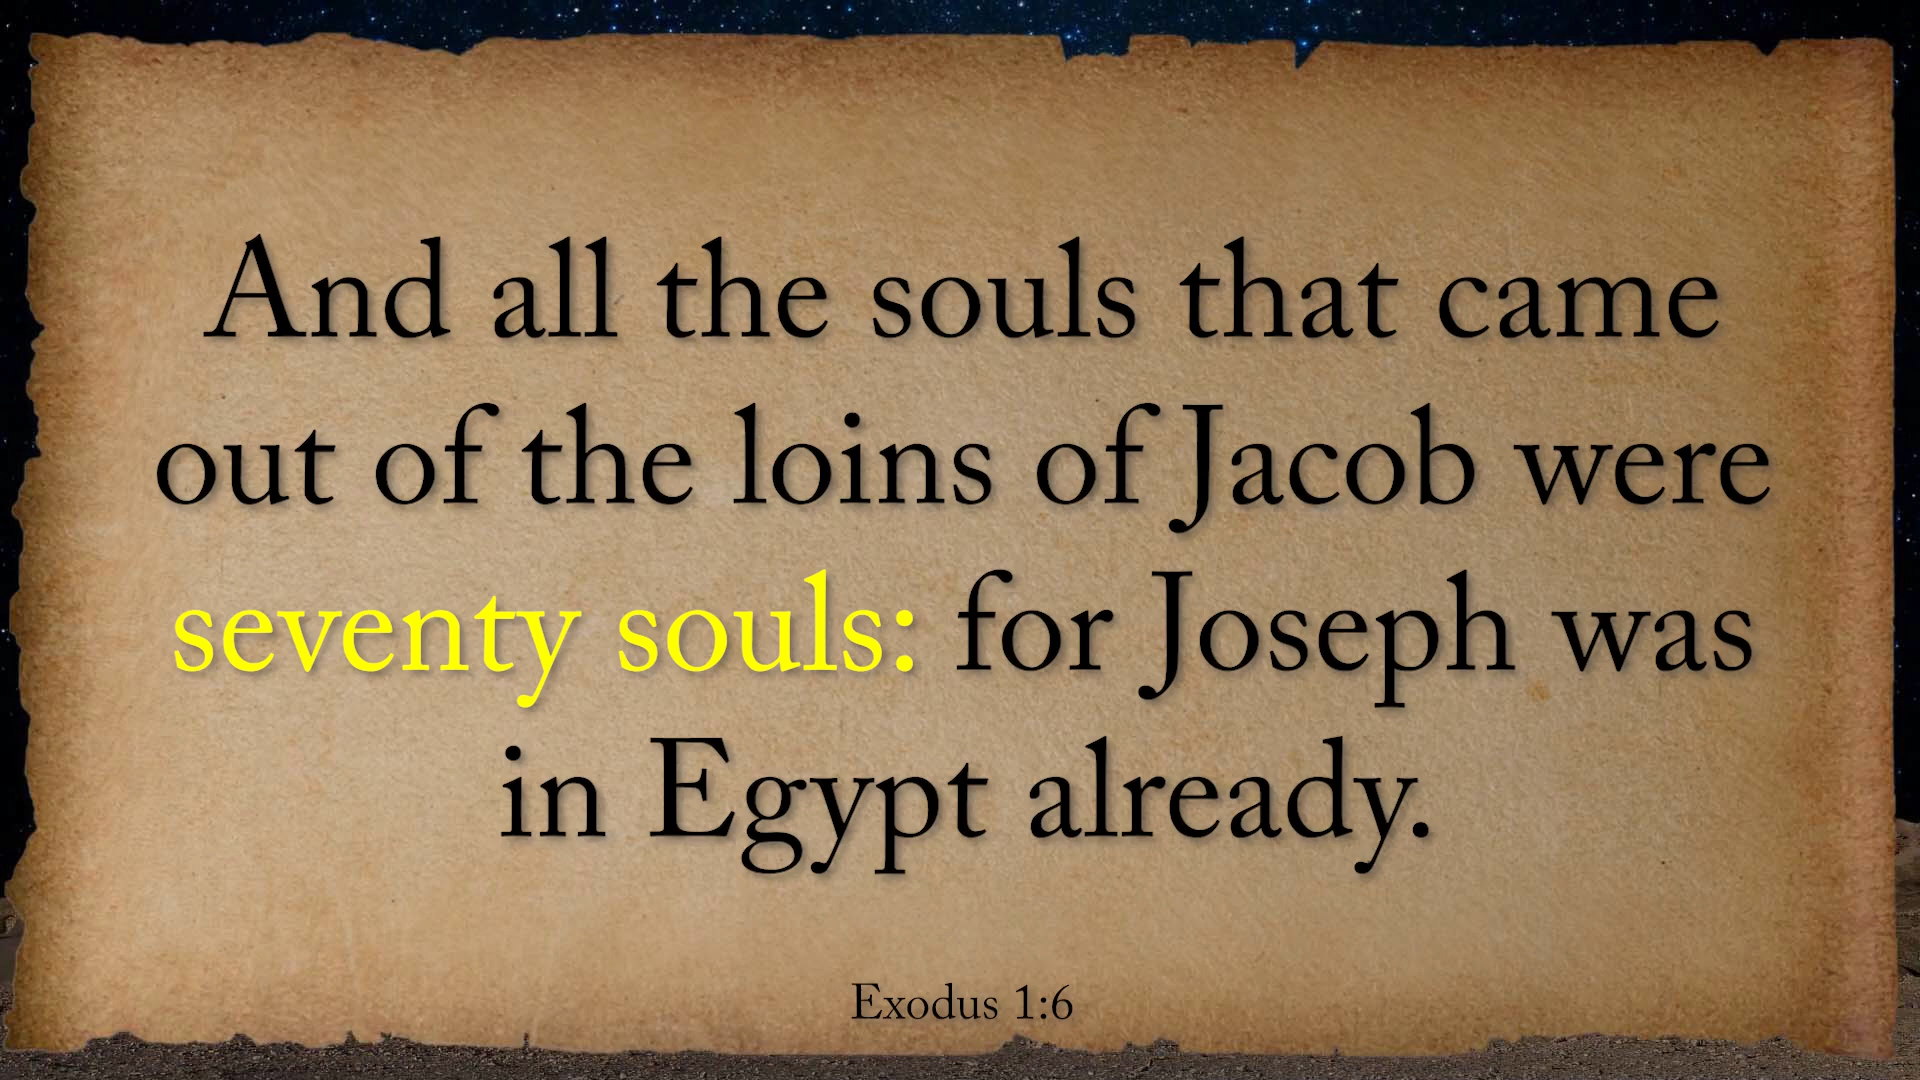 And all the souls that came
out of the loins of Jacob were
seventy souls: for Joseph was
in Egypt already.
Exodus 1:6